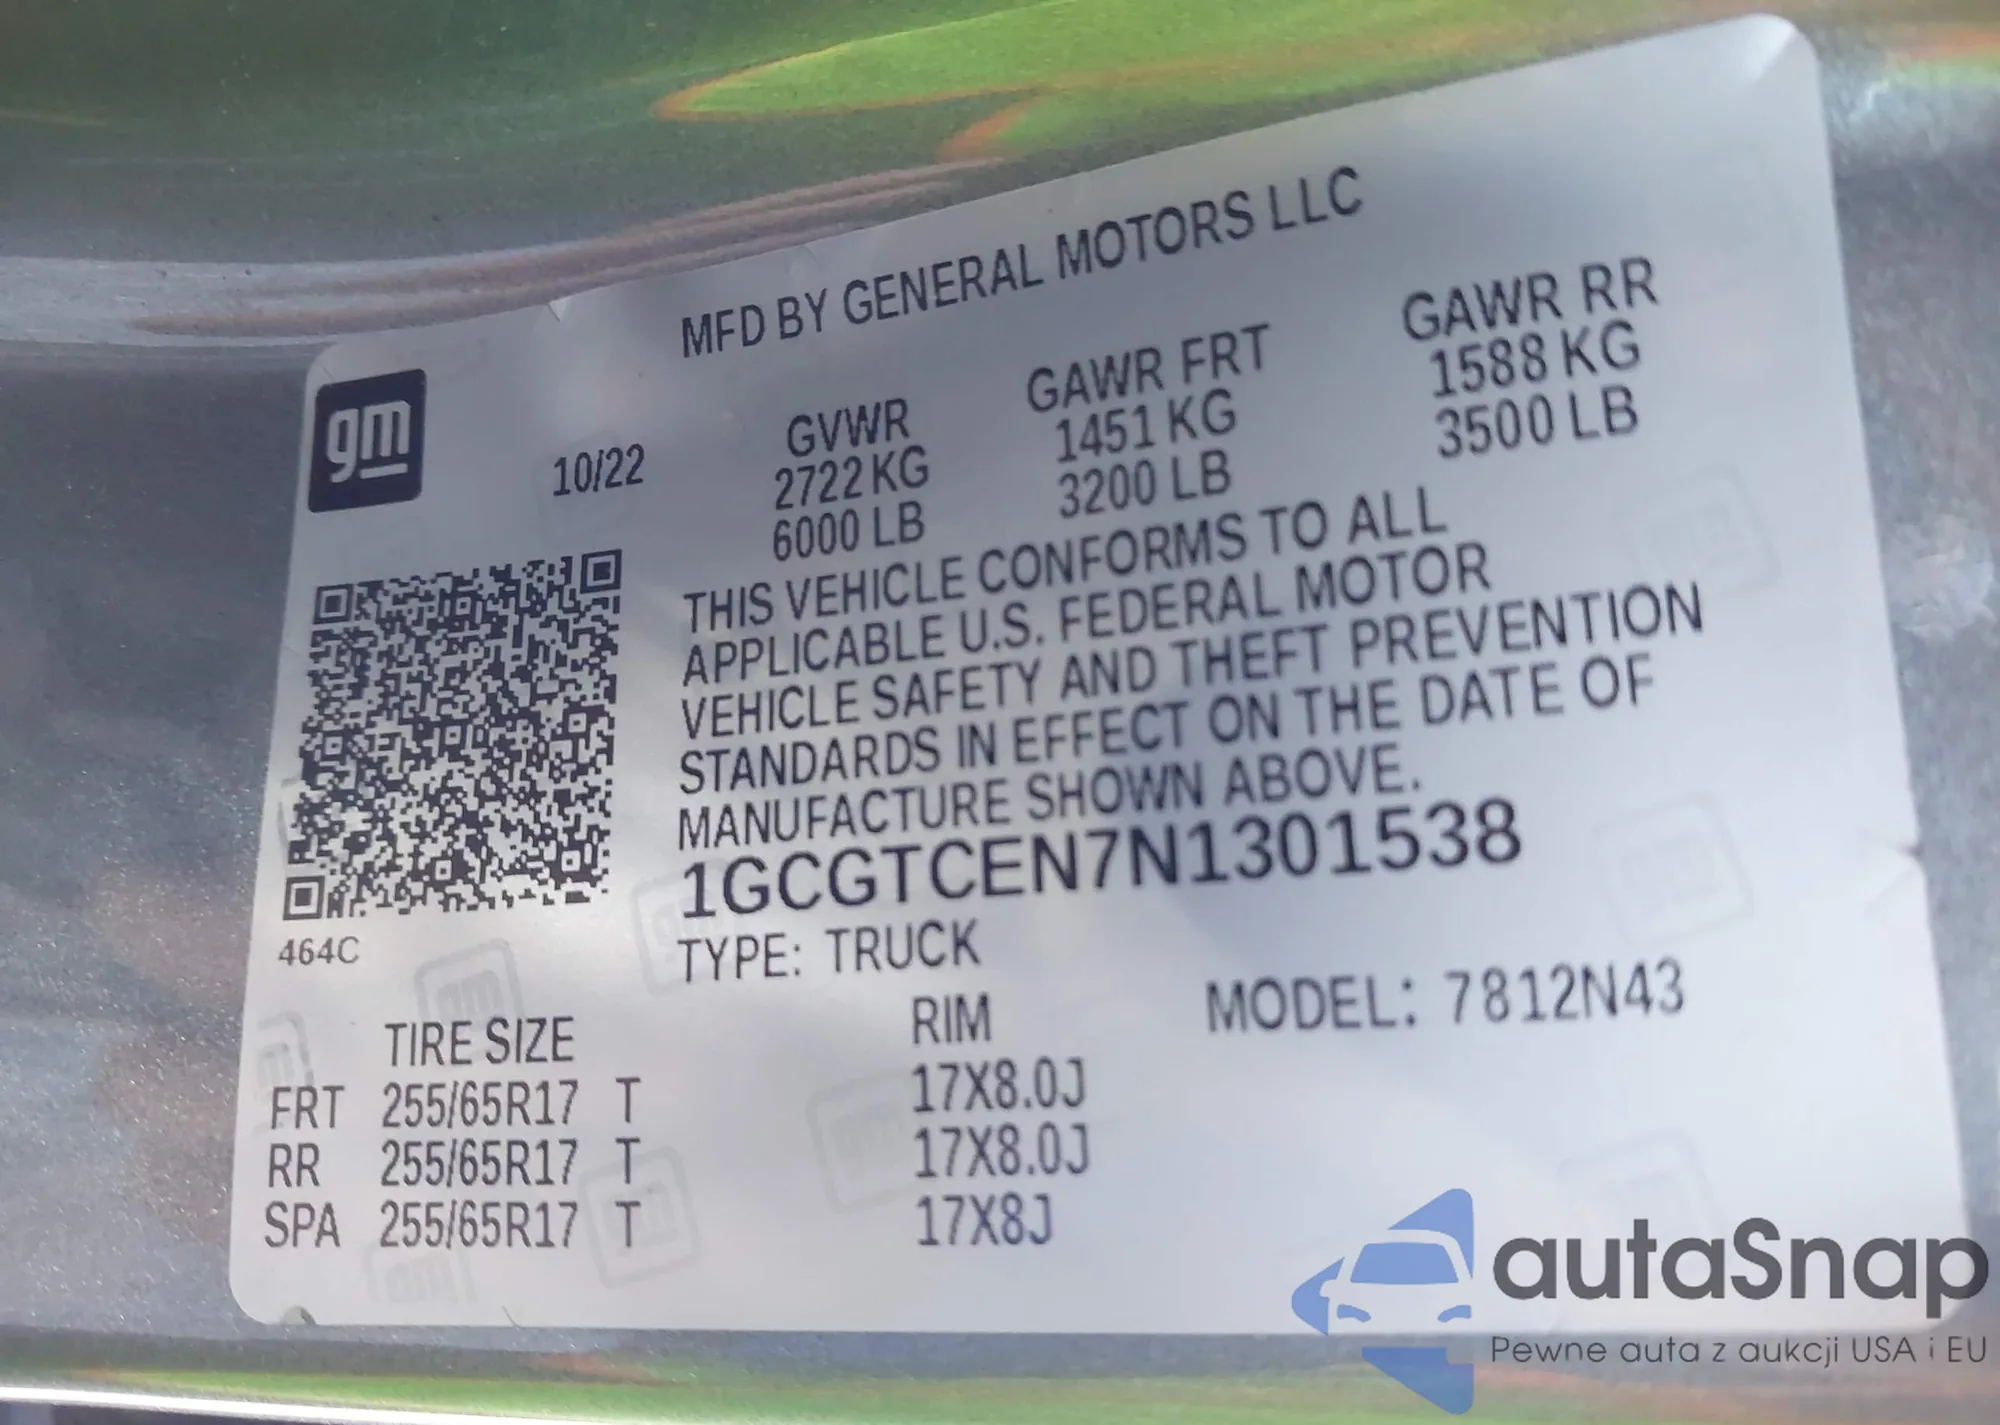 MFD BY GENERAL MOTORS LLC
gm
10/22
GVWR
2722 KG
6000 LB
GAWR FRT
1451 KG
3200 LB
GAWR RR
1588 KG
3500 LB
THIS VEHICLE CONFORMS TO ALL
APPLICABLE U.S. FEDERAL MOTOR
VEHICLE SAFETY AND THEFT PREVENTION
STANDARDS IN EFFECT ON THE DATE OF
MANUFACTURE SHOWN ABOVE.
1GCGTCEN7N1301538
464C
TYPE: TRUCK
MODEL: 7812N43
TIRE SIZE RIM
FRT 255/65R17 T 17X8.0J
RR 255/65R17 T 17X8.0J
SPA 255/65R17 T 17X8J
autaSnap
Pewne auta z aukcji USA i EU